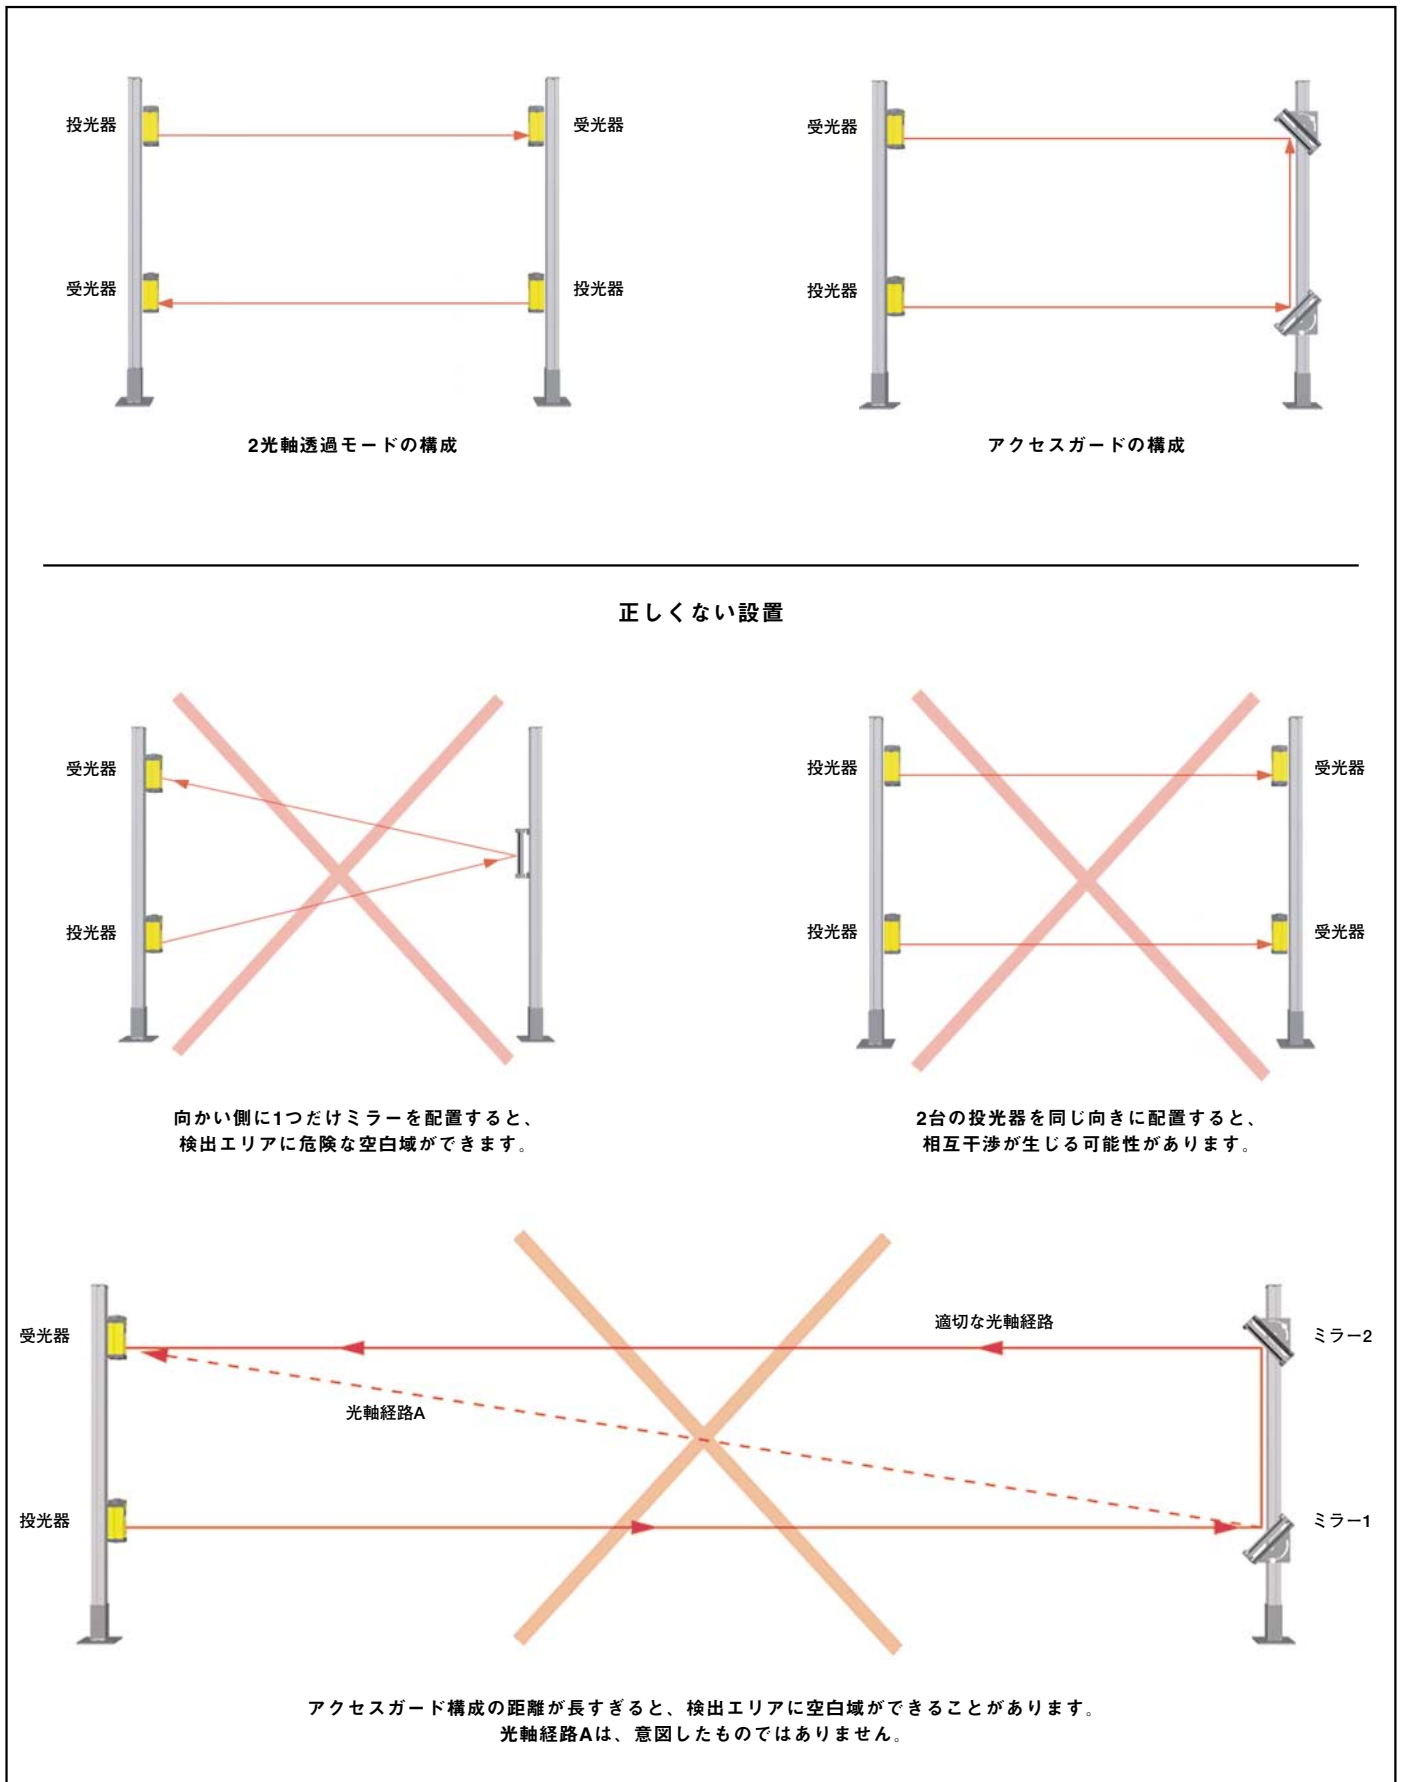 投光器
受光器
受光器
投光器
2光軸透過モードの構成
受光器
投光器
アクセスガードの構成
正しくない設置
受光器
投光器
向かい側に1つだけミラーを配置すると、
検出エリアに危険な空白域ができます。
投光器
受光器
投光器
受光器
2台の投光器を同じ向きに配置すると、
相互干渉が生じる可能性があります。
受光器
適切な光軸経路
ミラー2
光軸経路A
投光器
ミラー1
アクセスガード構成の距離が長すぎると、検出エリアに空白域ができることがあります。
光軸経路Aは、意図したものではありません。